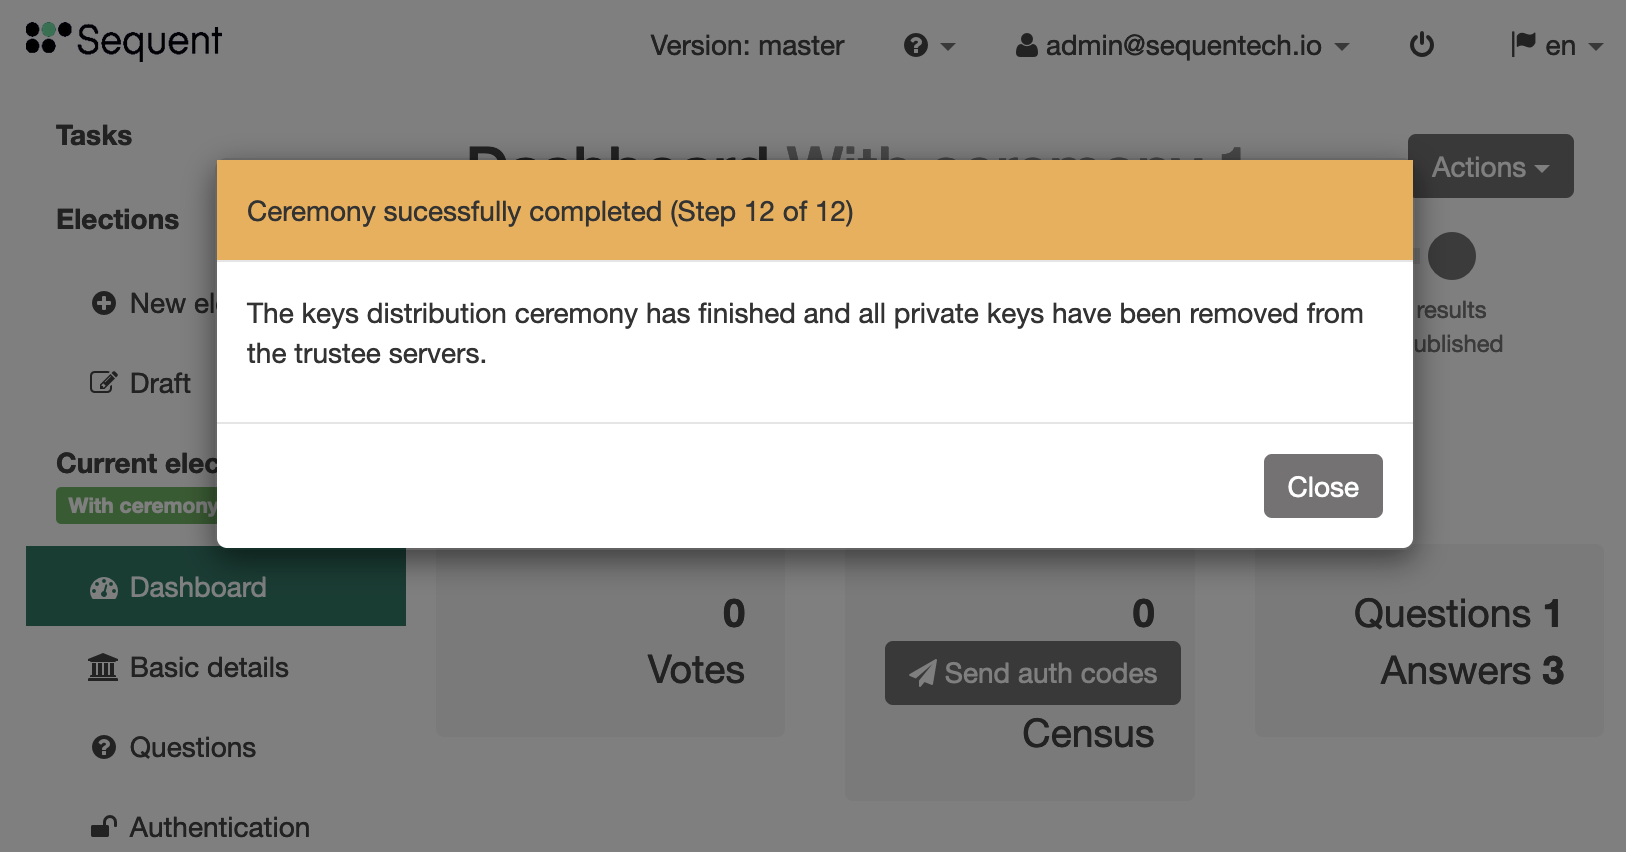 Sequent
Version: master
admin@sequentech.io
en
Tasks
Elections
Draft
Current
With ceremony
Dashboard
Basic details
Questions
Authentication
Dashboard With ceremony 1
Actions
results
Ceremony sucessfully completed (Step 12 of 12)
The keys distribution ceremony has finished and all private keys have been removed from
the trustee servers.
Close
0
Votes
0
Send auth codes
Census
Questions 1
Answers 3
New